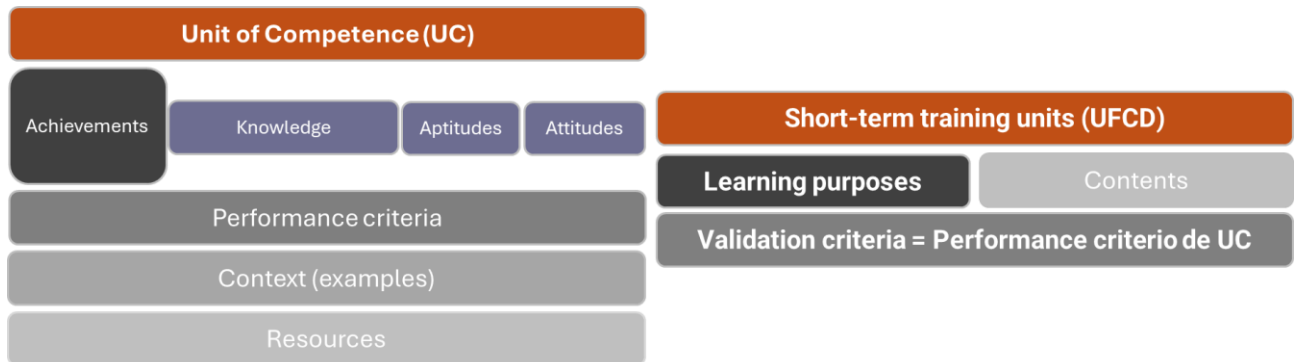 Unit of Competence (UC)
Achievements
Knowledge
Aptitudes
Attitudes
Performance criteria
Context (examples)
Resources
Short-term training units (UFCD)
Learning purposes
Contents
Validation criteria = Performance criterio de UC